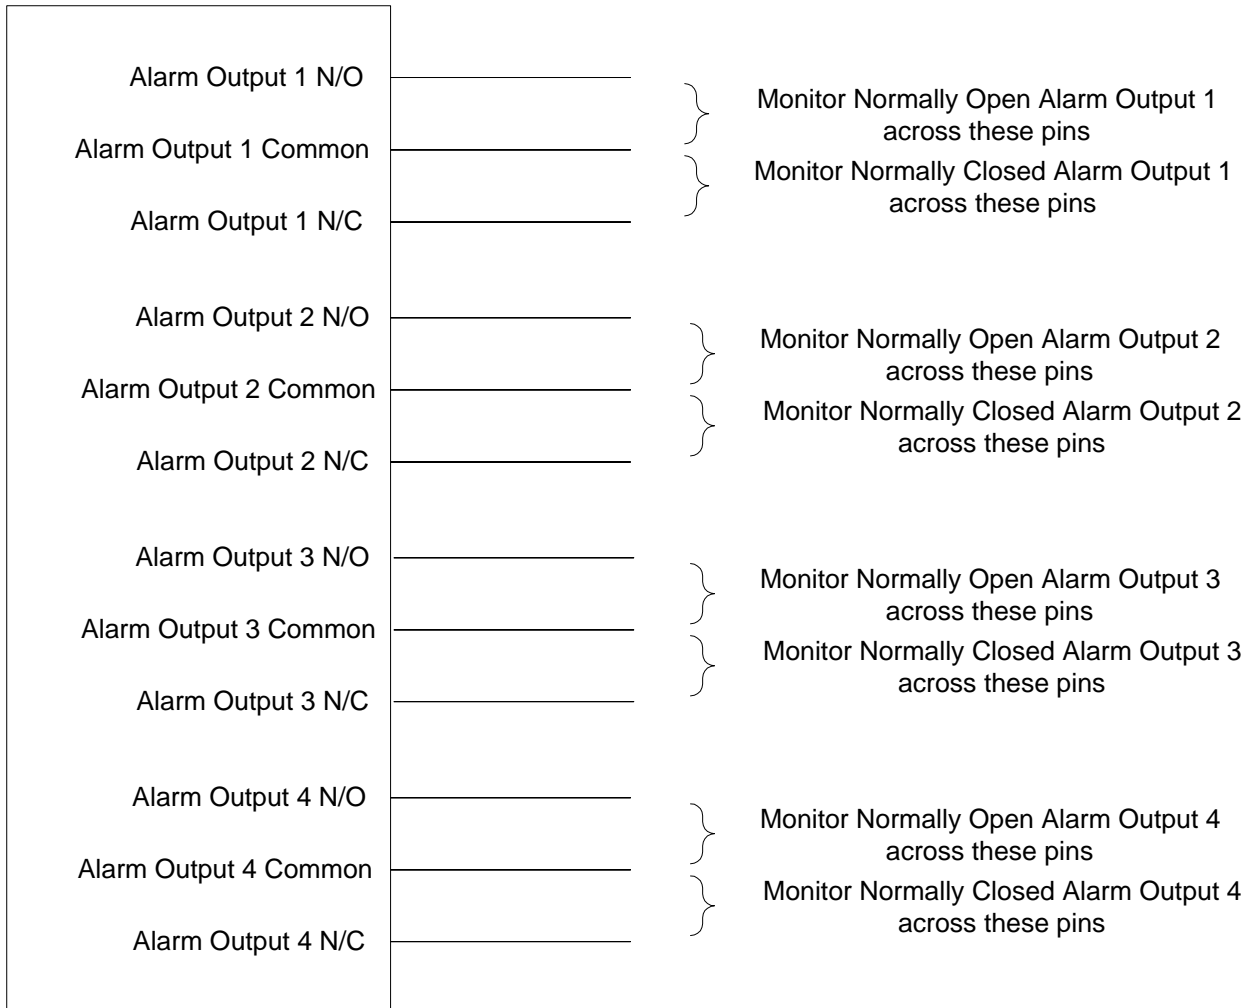 Alarm Output 1 N/O
Monitor Normally Open Alarm Output 1
across these pins
Alarm Output 1 Common
Monitor Normally Closed Alarm Output 1
across these pins
Alarm Output 1 N/C
Alarm Output 2 N/O
Monitor Normally Open Alarm Output 2
across these pins
Alarm Output 2 Common
Monitor Normally Closed Alarm Output 2
across these pins
Alarm Output 2 N/C
Alarm Output 3 N/O
Monitor Normally Open Alarm Output 3
across these pins
Alarm Output 3 Common
Monitor Normally Closed Alarm Output 3
across these pins
Alarm Output 3 N/C
Alarm Output 4 N/O
Monitor Normally Open Alarm Output 4
across these pins
Alarm Output 4 Common
Monitor Normally Closed Alarm Output 4
across these pins
Alarm Output 4 N/C